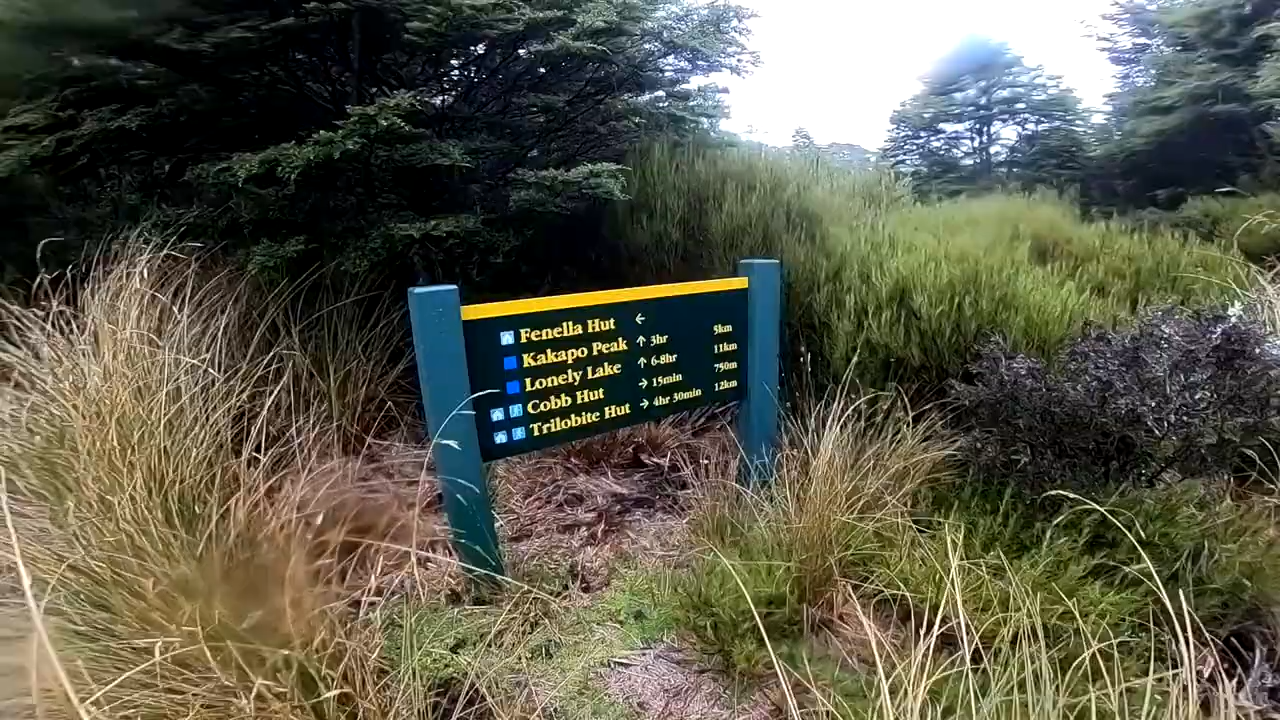 Fenella Hut ←
Kakapo Peak ↑ 3hr 5km
Lonely Lake ↑ 6-8hr 11km
Cobb Hut → 15min 750m
Trilobite Hut → 4hr 30min 12km